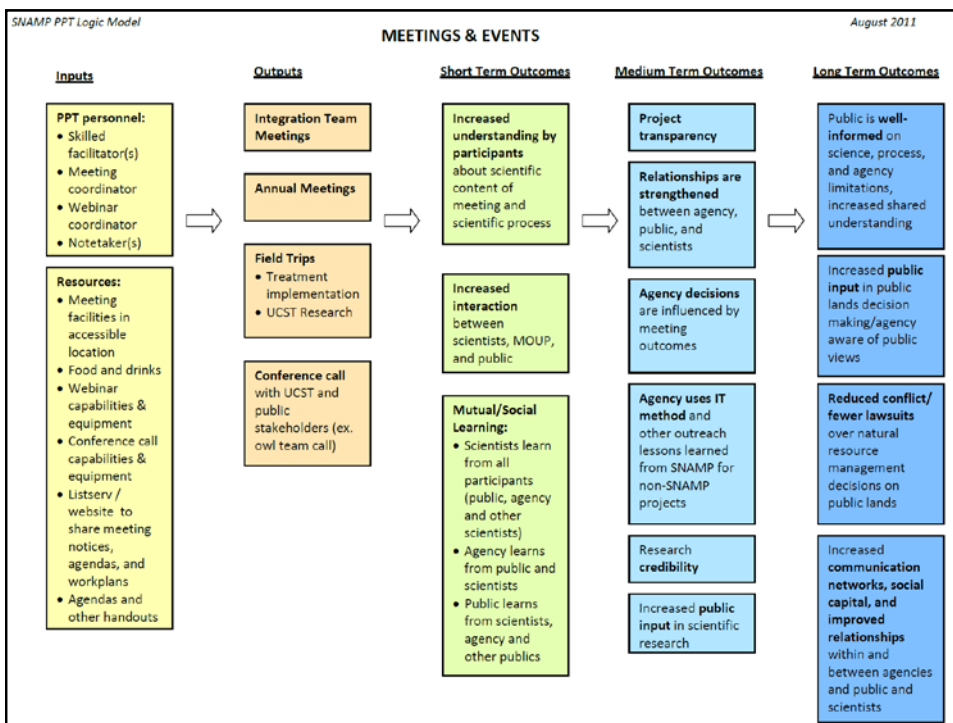 SNAMP PPT Logic Model
August 2011
MEETINGS & EVENTS
Inputs
PPT personnel:
• Skilled
facilitator(s)
• Meeting
coordinator
• Webinar
coordinator
• Notetaker(s)
Resources:
• Meeting
facilities in
accessible
location
• Food and drinks
• Webinar
capabilities &
equipment
• Conference call
capabilities &
equipment
• Listserv /
website to
share meeting
notices,
agendas, and
workplans
• Agendas and
other handouts
Outputs
Integration Team
Meetings
Annual Meetings
Field Trips
• Treatment
implementation
• UCST Research
Conference call
with UCST and
public
stakeholders (ex.
owl team call)
Short Term Outcomes
Increased
understanding by
participants
about scientific
content of
meeting and
scientific process
Increased
interaction
between
scientists, MOUP,
and public
Mutual/Social
Learning:
• Scientists learn
from all
participants
(public, agency
and other
scientists)
• Agency learns
from public and
scientists
• Public learns
from scientists,
agency and
other publics
Medium Term Outcomes
Project
transparency
Relationships are
strengthened
between agency,
public, and
scientists
Agency decisions
are influenced by
meeting
outcomes
Agency uses IT
method and
other outreach
lessons learned
from SNAMP for
non-SNAMP
projects
Research
credibility
Increased public
input in scientific
research
Long Term Outcomes
Public is well-
informed on
science, process,
and agency
limitations,
increased shared
understanding
Increased public
input in public
lands decision
making/agency
aware of public
views
Reduced conflict/
fewer lawsuits
over natural
resource
management
decisions on
public lands
Increased
communication
networks, social
capital, and
improved
relationships
within and
between agencies
and public and
scientists